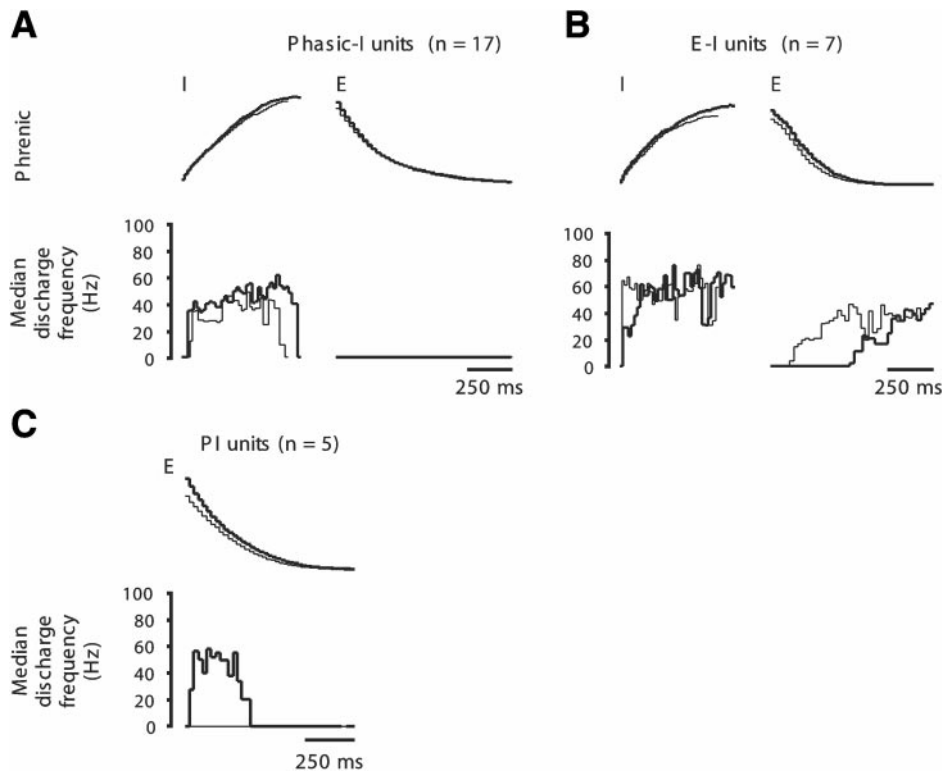 A
Phasic-I units (n = 17)
I
E
Phrenic
Median
discharge
frequency
(Hz)
100
80
60
40
20
0
250 ms
B
E-I units (n = 7)
I
E
100
80
60
40
20
0
250 ms
C
PI units (n = 5)
E
Median
discharge
frequency
(Hz)
100
80
60
40
20
0
250 ms